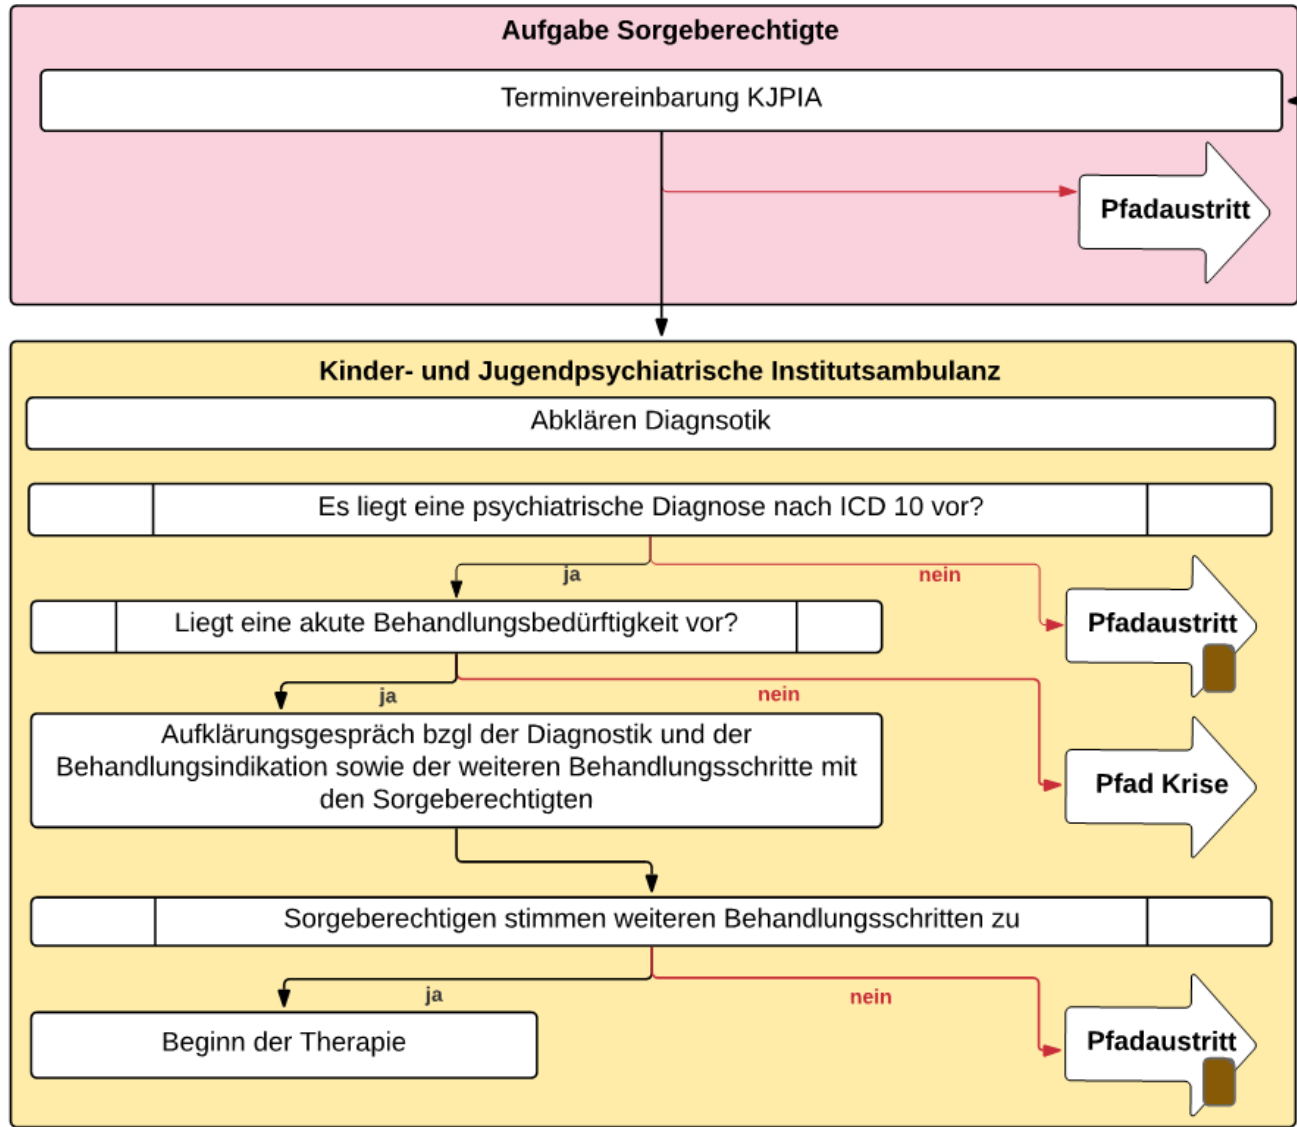 Aufgabe Sorgeberechtigte
Terminvereinbarung KJPIA
Pfadaustritt
Kinder- und Jugendpsychiatrische Institutsambulanz
Abklären Diagnsotik
Es liegt eine psychiatrische Diagnose nach ICD 10 vor?
ja
nein
Liegt eine akute Behandlungsbedürftigkeit vor?
Pfadaustritt
ja
nein
Aufklärungsgespräch bzgl der Diagnostik und der
Behandlungsindikation sowie der weiteren Behandlungsschritte mit
den Sorgeberechtigten
Pfad Krise
Sorgeberechtigen stimmen weiteren Behandlungsschritten zu
ja
nein
Beginn der Therapie
Pfadaustritt